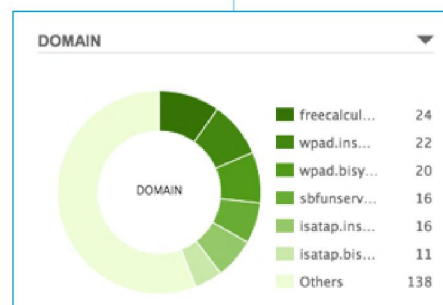 DOMAIN
DOMAIN
freecalcul... 24
wpad.ins... 22
wpad.bisy... 20
sbfunserv... 16
isatap.ins... 16
isatap.bis... 11
Others 138